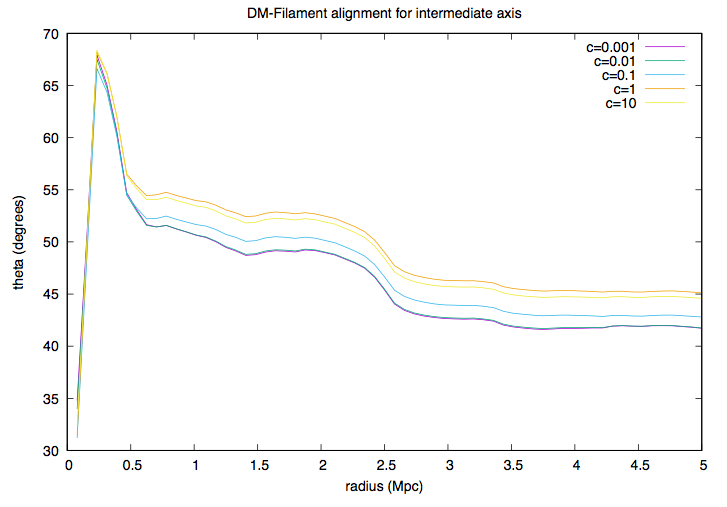 DM-Filament alignment for intermediate axis
c=0.001
c=0.01
c=0.1
c=1
c=10
70
65
60
55
50
45
40
35
30
theta (degrees)
0 0.5 1 1.5 2 2.5 3 3.5 4 4.5 5
radius (Mpc)